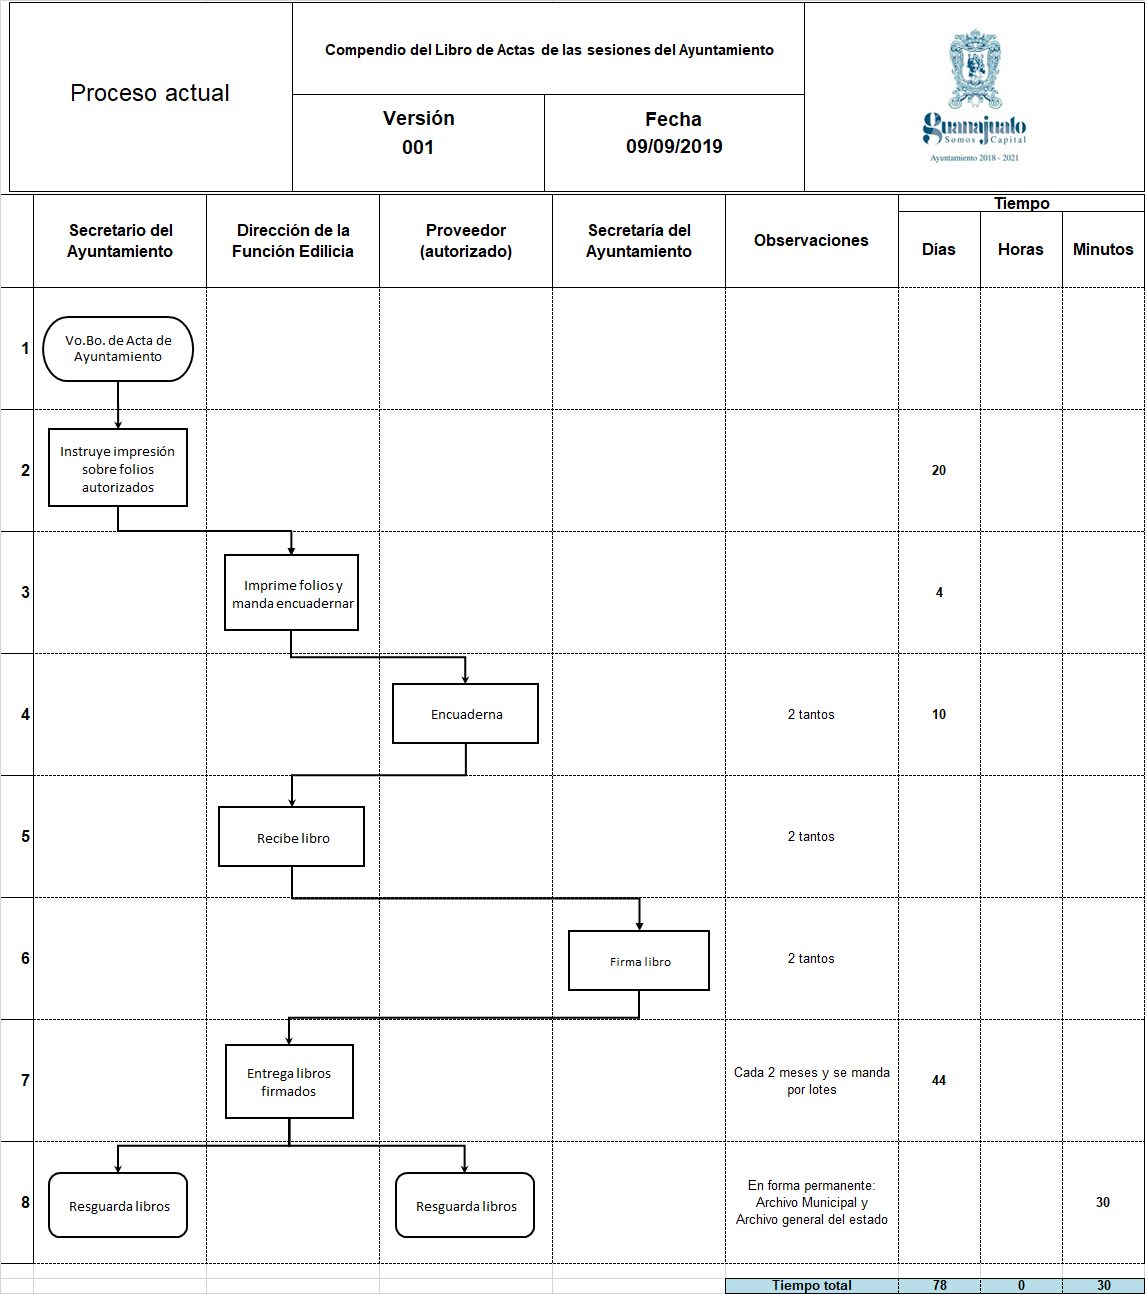 Proceso actual
Compendio del Libro de Actas de las sesiones del Ayuntamiento
Versión
001
Fecha
09/09/2019
guanajuato
Somos Capital
Ayuntamiento 2018 - 2021
Secretario del
Ayuntamiento
Dirección de la
Función Edilicia
Proveedor
(autorizado)
Secretaría del
Ayuntamiento
Observaciones
Tiempo
Días
Horas
Minutos
1
Vo.Bo. de Acta de
Ayuntamiento
2
Instruye impresión
sobre folios
autorizados
20
3
Imprime folios y
manda encuadernar
4
4
Encuaderna
2 tantos
10
5
Recibe libro
2 tantos
6
Firma libro
2 tantos
7
Entrega libros
firmados
Cada 2 meses y se manda
por lotes
44
8
Resguarda libros
Resguarda libros
En forma permanente:
Archivo Municipal y
Archivo general del estado
30
Tiempo total
78
0
30